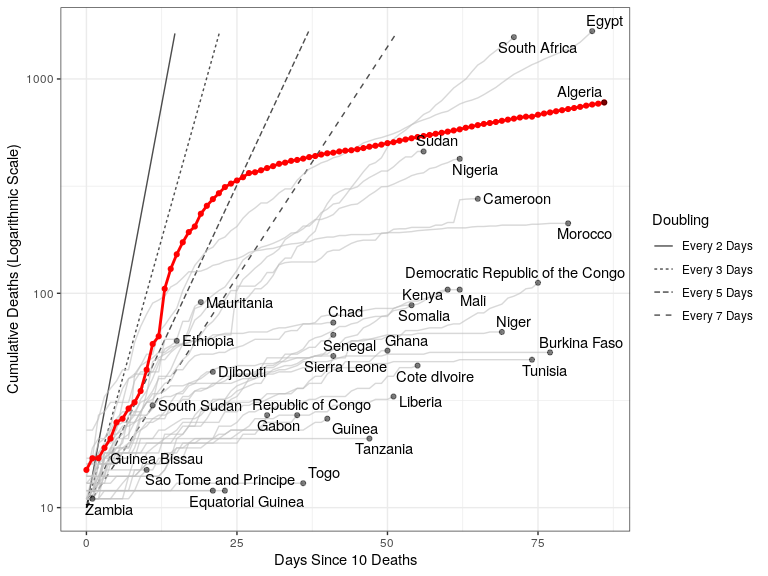 Egypt
South Africa
1000
Algeria
Sudan
Nigeria
Cameroon
Morocco
Doubling
Every 2 Days
Every 3 Days
Every 5 Days
Every 7 Days
Democratic Republic of the Congo
100
Kenya
Mali
Mauritania
Somalia
Chad
Niger
Ethiopia
Senegal
Ghana
Burkina Faso
Sierra Leone
Tunisia
Djibouti
Cote dIvoire
South Sudan
Republic of Congo
Liberia
Gabon
Guinea
Tanzania
Guinea Bissau
Sao Tome and Principe
Togo
Equatorial Guinea
10
Zambia
0
25
50
75
Days Since 10 Deaths
Cumulative Deaths (Logarithmic Scale)